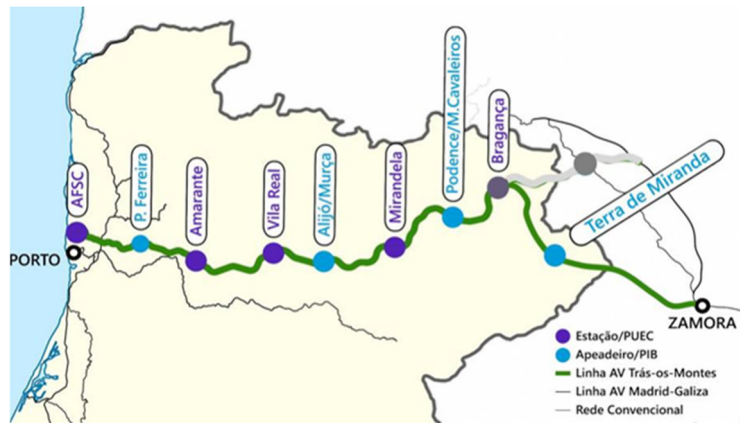 AFSC
P. Ferreira
Amarante
Vila Real
Alijó/Murça
Mirandela
Podence/M.Cavaleiros
Bragança
Terra de Miranda
PORTO
ZAMORA
Estação/PUEC
Apeadeiro/PIB
Linha AV Trás-os-Montes
Linha AV Madrid-Galiza
Rede Convencional